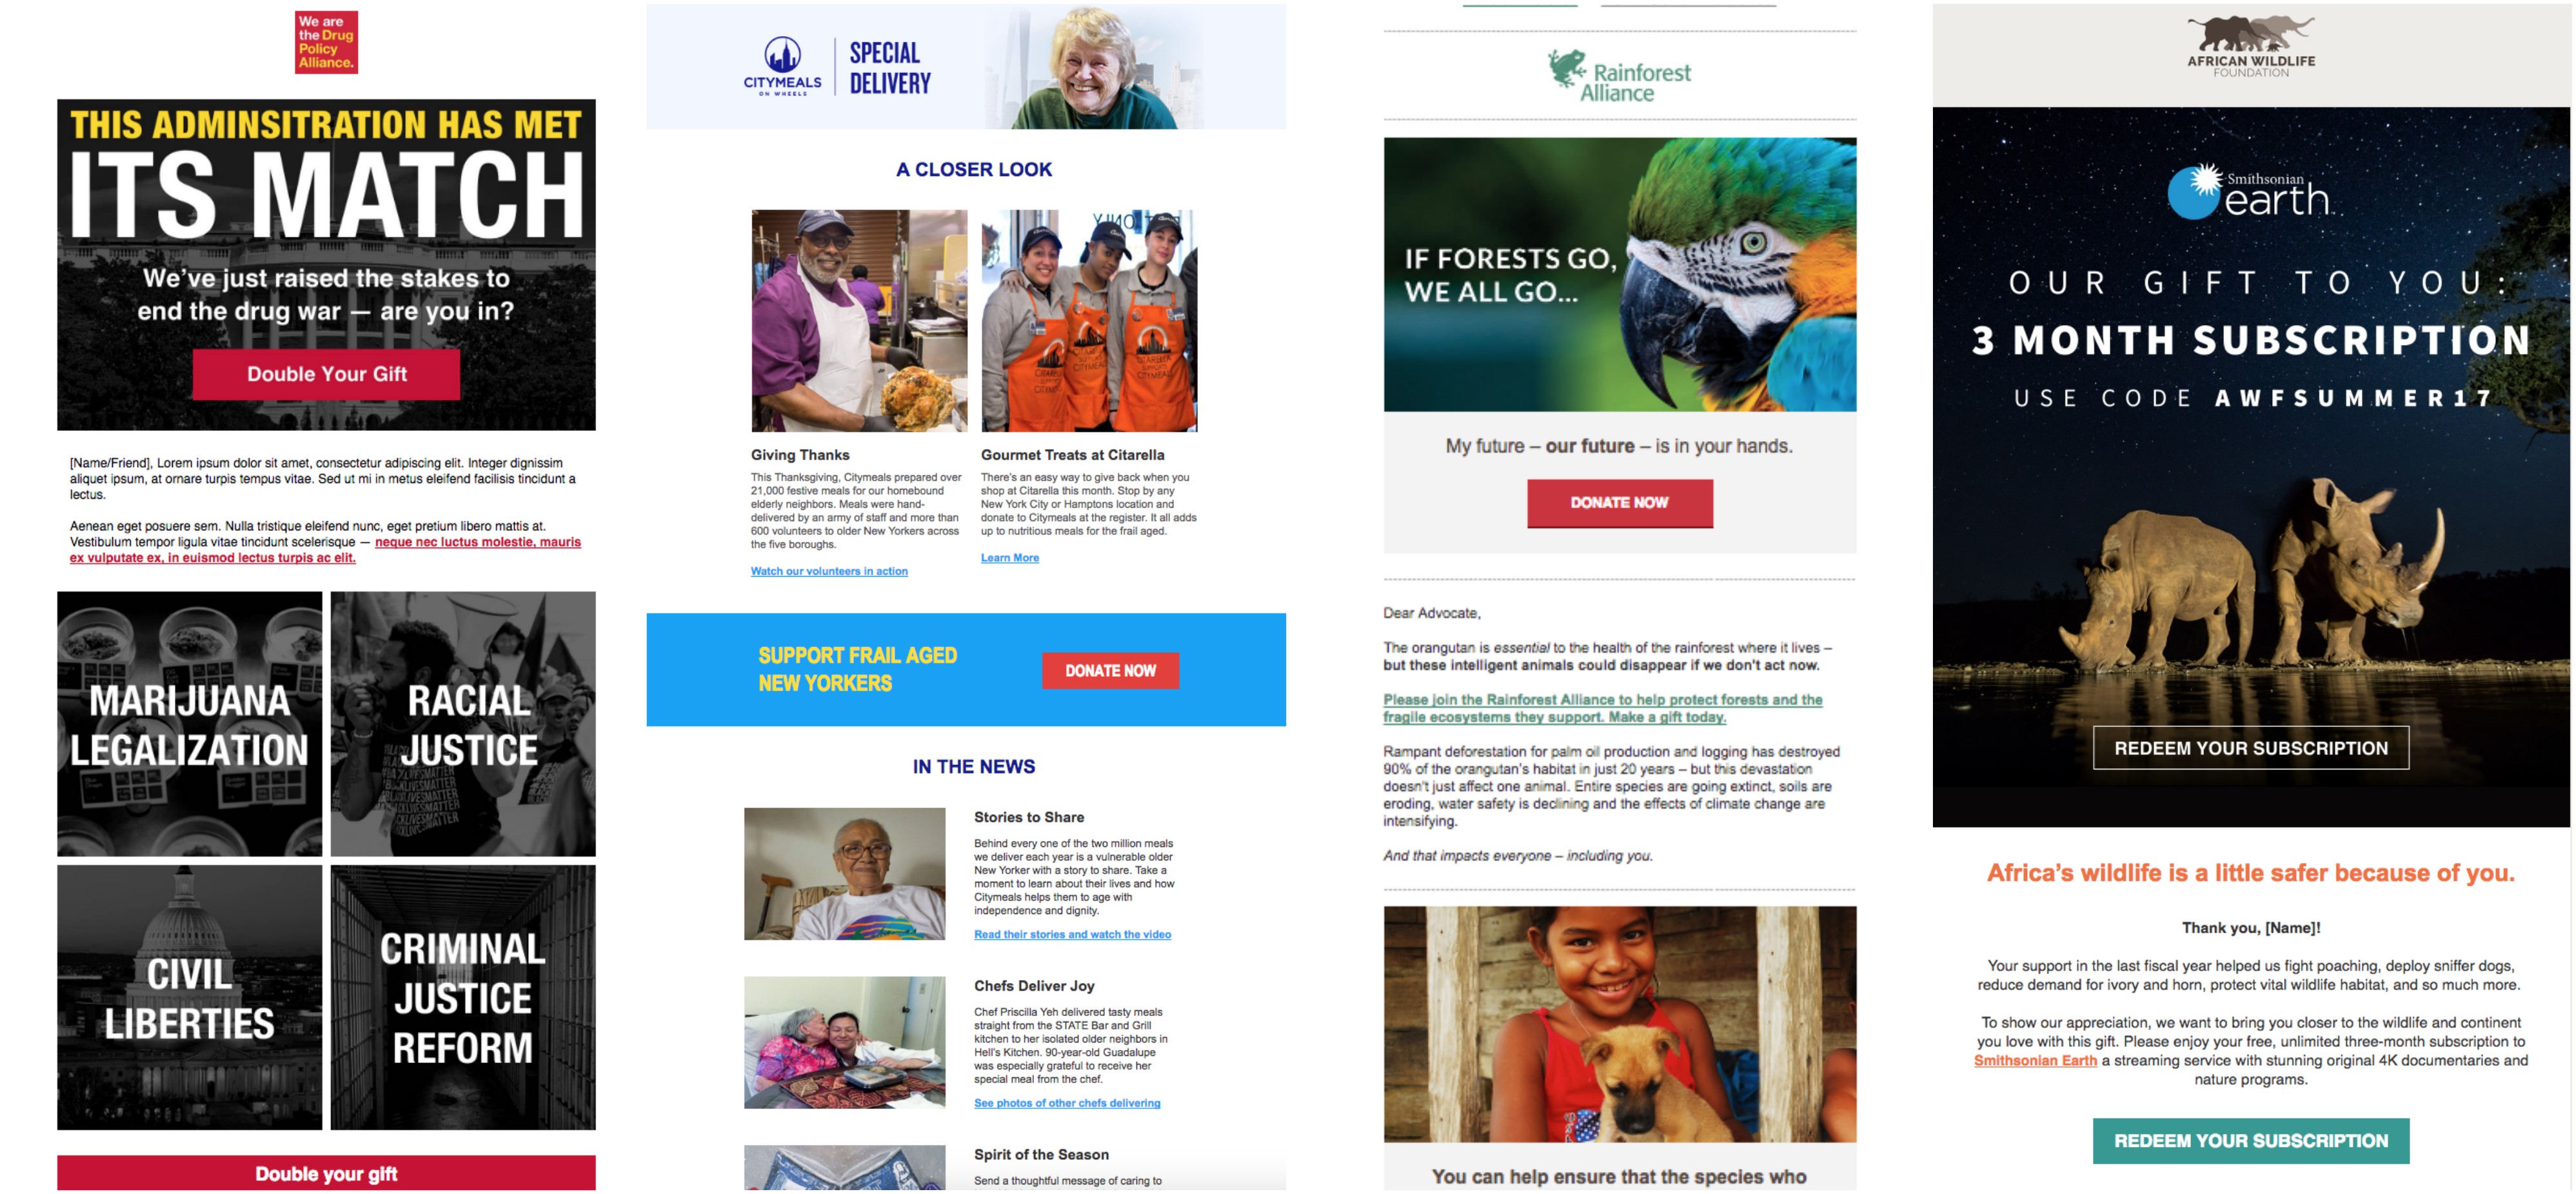 We are
the Drug
Policy
Alliance.
THIS ADMINSITRATION HAS MET
ITS MATCH
We've just raised the stakes to
end the drug war — are you in?
Double Your Gift
[Name/Friend], Lorem ipsum dolor sit amet, consectetur adipiscing elit. Integer dignissim
aliquet ipsum, at ornare turpis tempus vitae. Sed ut mi in metus eleifend facilisis tincidunt a
lectus.
Aenean eget posuere sem. Nulla tristique eleifend nunc, eget pretium libero mattis at.
Vestibulum tempor ligula vitae tincidunt scelerisque — neque nec luctus molestie, mauris
ex vulputate ex, in euismod lectus turpis ac elit.
MARIJUANA
LEGALIZATION
RACIAL
JUSTICE
CIVIL
LIBERTIES
CRIMINAL
JUSTICE
REFORM
Double your gift
CITYMEALS
ON WHEELS
SPECIAL
DELIVERY
A CLOSER LOOK
Giving Thanks
This Thanksgiving, Citymeals prepared over
21,000 festive meals for our homebound
elderly neighbors. Meals were hand-
delivered by an army of staff and more than
600 volunteers to older New Yorkers across
the five boroughs.
Watch our volunteers in action
CITARELLA
CITYMEALS
Gourmet Treats at Citarella
There's an easy way to give back when you
shop at Citarella this month. Stop by any
New York City or Hamptons location and
donate to Citymeals at the register. It all adds
up to nutritious meals for the frail aged.
Learn More
SUPPORT FRAIL AGED
NEW YORKERS
DONATE NOW
IN THE NEWS
Stories to Share
Behind every one of the two million meals
we deliver each year is a vulnerable older
New Yorker with a story to share. Take a
moment to learn about their lives and how
Citymeals helps them to age with
independence and dignity.
Read their stories and watch the video
Chefs Deliver Joy
Chef Priscilla Yeh delivered tasty meals
straight from the STATE Bar and Grill
kitchen to her isolated older neighbors in
Hell's Kitchen. 90-year-old Guadalupe
was especially grateful to receive her
special meal from the chef.
See photos of other chefs delivering
Spirit of the Season
Send a thoughtful message of caring to
Rainforest
Alliance
IF FORESTS GO,
WE ALL GO...
My future – our future – is in your hands.
DONATE NOW
Dear Advocate,
The orangutan is essential to the health of the rainforest where it lives –
but these intelligent animals could disappear if we don't act now.
Please join the Rainforest Alliance to help protect forests and the
fragile ecosystems they support. Make a gift today.
Rampant deforestation for palm oil production and logging has destroyed
90% of the orangutan's habitat in just 20 years – but this devastation
doesn't just affect one animal. Entire species are going extinct, soils are
eroding, water safety is declining and the effects of climate change are
intensifying.
And that impacts everyone – including you.
You can help ensure that the species who
AFRICAN WILDLIFE
FOUNDATION
Smithsonian
earth
OUR GIFT TO YOU:
3 MONTH SUBSCRIPTION
USE CODE AWFSUMMER17
REDEEM YOUR SUBSCRIPTION
Africa's wildlife is a little safer because of you.
Thank you, [Name]!
Your support in the last fiscal year helped us fight poaching, deploy sniffer dogs,
reduce demand for ivory and horn, protect vital wildlife habitat, and so much more.
To show our appreciation, we want to bring you closer to the wildlife and continent
you love with this gift. Please enjoy your free, unlimited three-month subscription to
Smithsonian Earth a streaming service with stunning original 4K documentaries and
nature programs.
REDEEM YOUR SUBSCRIPTION